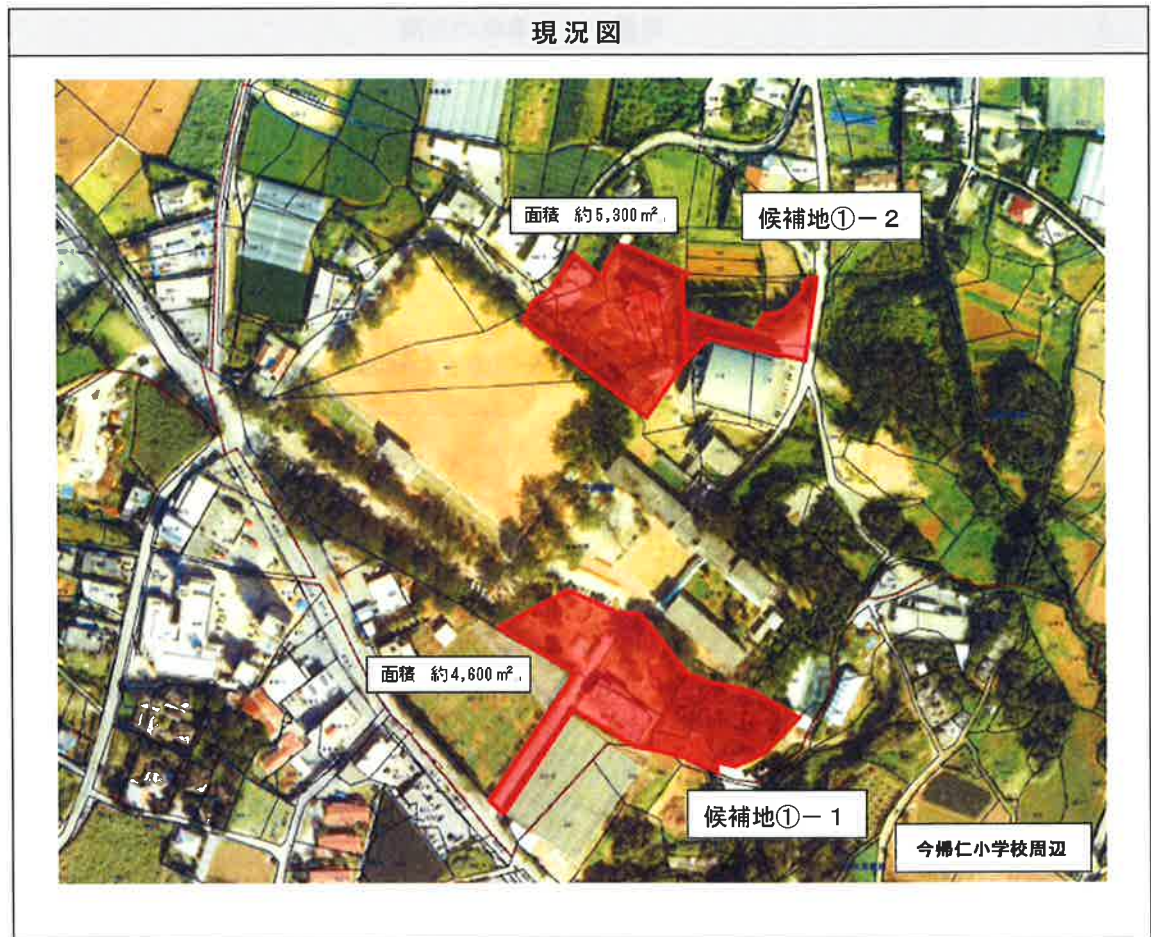 現況図
面積 約5,300㎡
候補地①－2
面積 約4,600㎡
候補地①－1
今帰仁小学校周辺